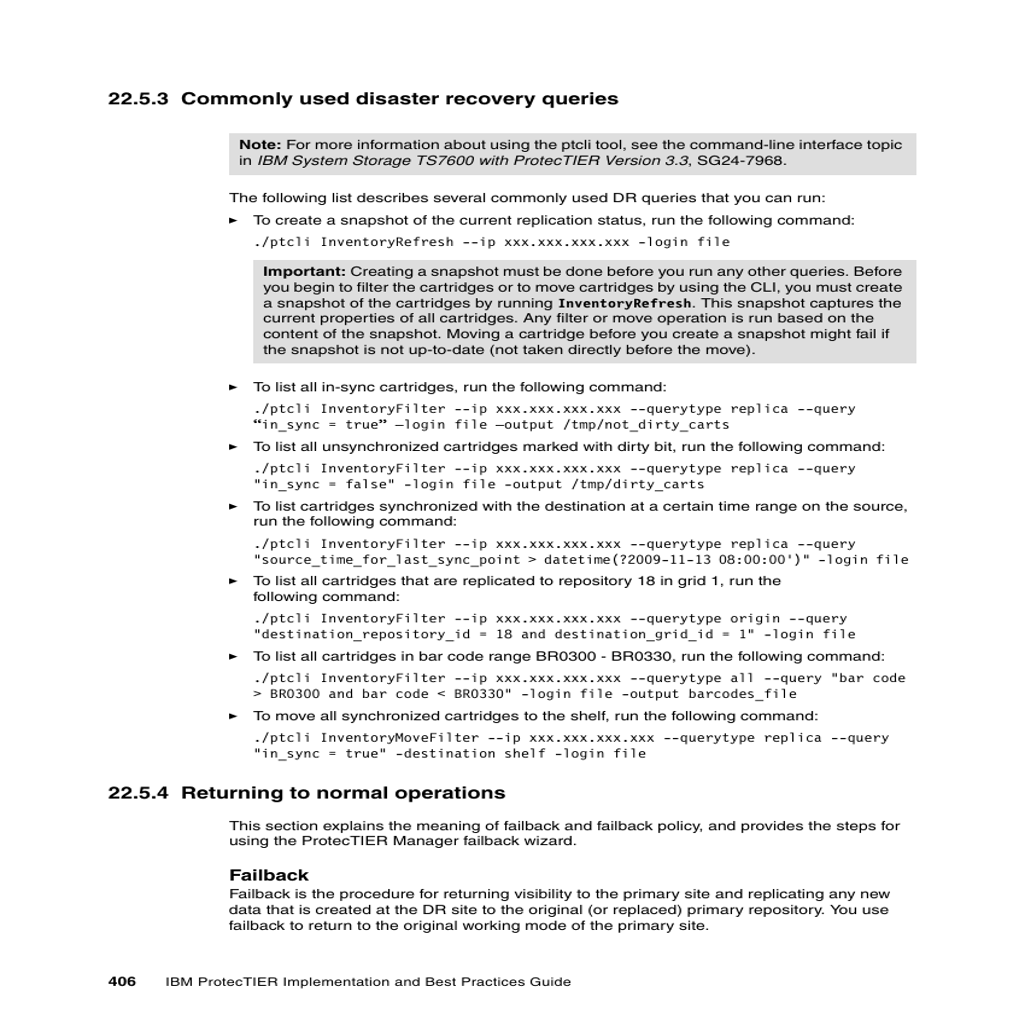 22.5.3 Commonly used disaster recovery queries
Note: For more information about using the ptcli tool, see the command-line interface topic
in IBM System Storage TS7600 with ProtecTIER Version 3.3, SG24-7968.
The following list describes several commonly used DR queries that you can run:
► To create a snapshot of the current replication status, run the following command:
./ptcli InventoryRefresh --ip xxx.xxx.xxx.xxx -login file
Important: Creating a snapshot must be done before you run any other queries. Before
you begin to filter the cartridges or to move cartridges by using the CLI, you must create
a snapshot of the cartridges by running InventoryRefresh. This snapshot captures the
current properties of all cartridges. Any filter or move operation is run based on the
content of the snapshot. Moving a cartridge before you create a snapshot might fail if
the snapshot is not up-to-date (not taken directly before the move).
► To list all in-sync cartridges, run the following command:
./ptcli InventoryFilter --ip xxx.xxx.xxx.xxx --querytype replica --query
“in_sync = true” –login file –output /tmp/not_dirty_carts
► To list all unsynchronized cartridges marked with dirty bit, run the following command:
./ptcli InventoryFilter --ip xxx.xxx.xxx.xxx --querytype replica --query
"in_sync = false" -login file -output /tmp/dirty_carts
► To list cartridges synchronized with the destination at a certain time range on the source,
run the following command:
./ptcli InventoryFilter --ip xxx.xxx.xxx.xxx --querytype replica --query
"source_time_for_last_sync_point > datetime(?2009-11-13 08:00:00')" -login file
► To list all cartridges that are replicated to repository 18 in grid 1, run the
following command:
./ptcli InventoryFilter --ip xxx.xxx.xxx.xxx --querytype origin --query
"destination_repository_id = 18 and destination_grid_id = 1" -login file
► To list all cartridges in bar code range BR0300 - BR0330, run the following command:
./ptcli InventoryFilter --ip xxx.xxx.xxx.xxx --querytype all --query "bar code
> BR0300 and bar code < BR0330" -login file -output barcodes_file
► To move all synchronized cartridges to the shelf, run the following command:
./ptcli InventoryMoveFilter --ip xxx.xxx.xxx.xxx --querytype replica --query
"in_sync = true" -destination shelf -login file
22.5.4 Returning to normal operations
This section explains the meaning of failback and failback policy, and provides the steps for
using the ProtecTIER Manager failback wizard.
Failback
Failback is the procedure for returning visibility to the primary site and replicating any new
data that is created at the DR site to the original (or replaced) primary repository. You use
failback to return to the original working mode of the primary site.
406 IBM ProtecTIER Implementation and Best Practices Guide